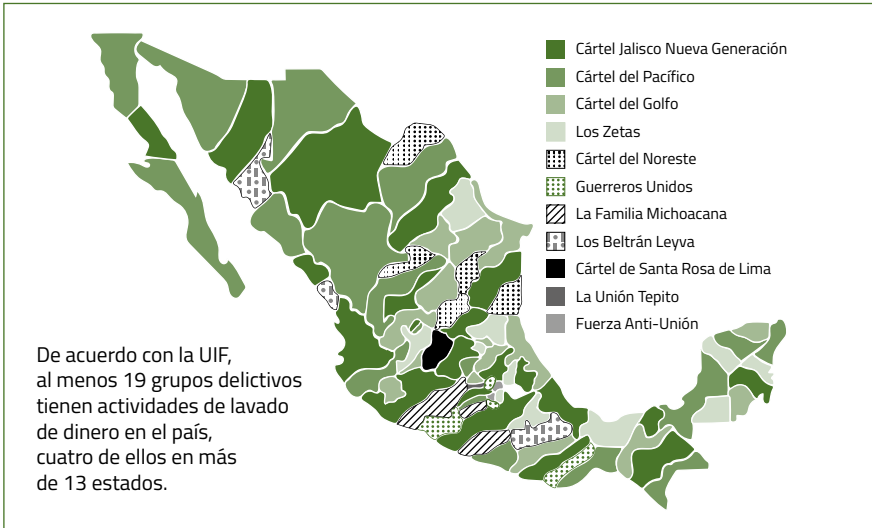 Cártel Jalisco Nueva Generación
Cártel del Pacífico
Cártel del Golfo
Los Zetas
Cártel del Noreste
Guerreros Unidos
La Familia Michoacana
Los Beltrán Leyva
Cártel de Santa Rosa de Lima
La Unión Tepito
Fuerza Anti-Unión
De acuerdo con la UIF,
al menos 19 grupos delictivos
tienen actividades de lavado
de dinero en el país,
cuatro de ellos en más
de 13 estados.